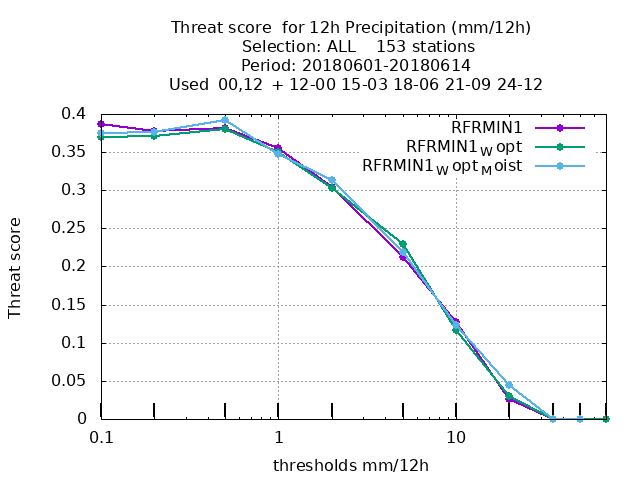 Threat score  for 12h Precipitation (mm/12h)
Selection: ALL    153 stations
Period: 20180601-20180614
Used  00,12  + 12-00 15-03 18-06 21-09 24-12
RFRMIN1
RFRMIN1Wopt
RFRMIN1WoptMoist
0.4
0.35
0.3
0.25
0.2
0.15
0.1
0.05
0
Threat score
0.1 1 10
thresholds mm/12h